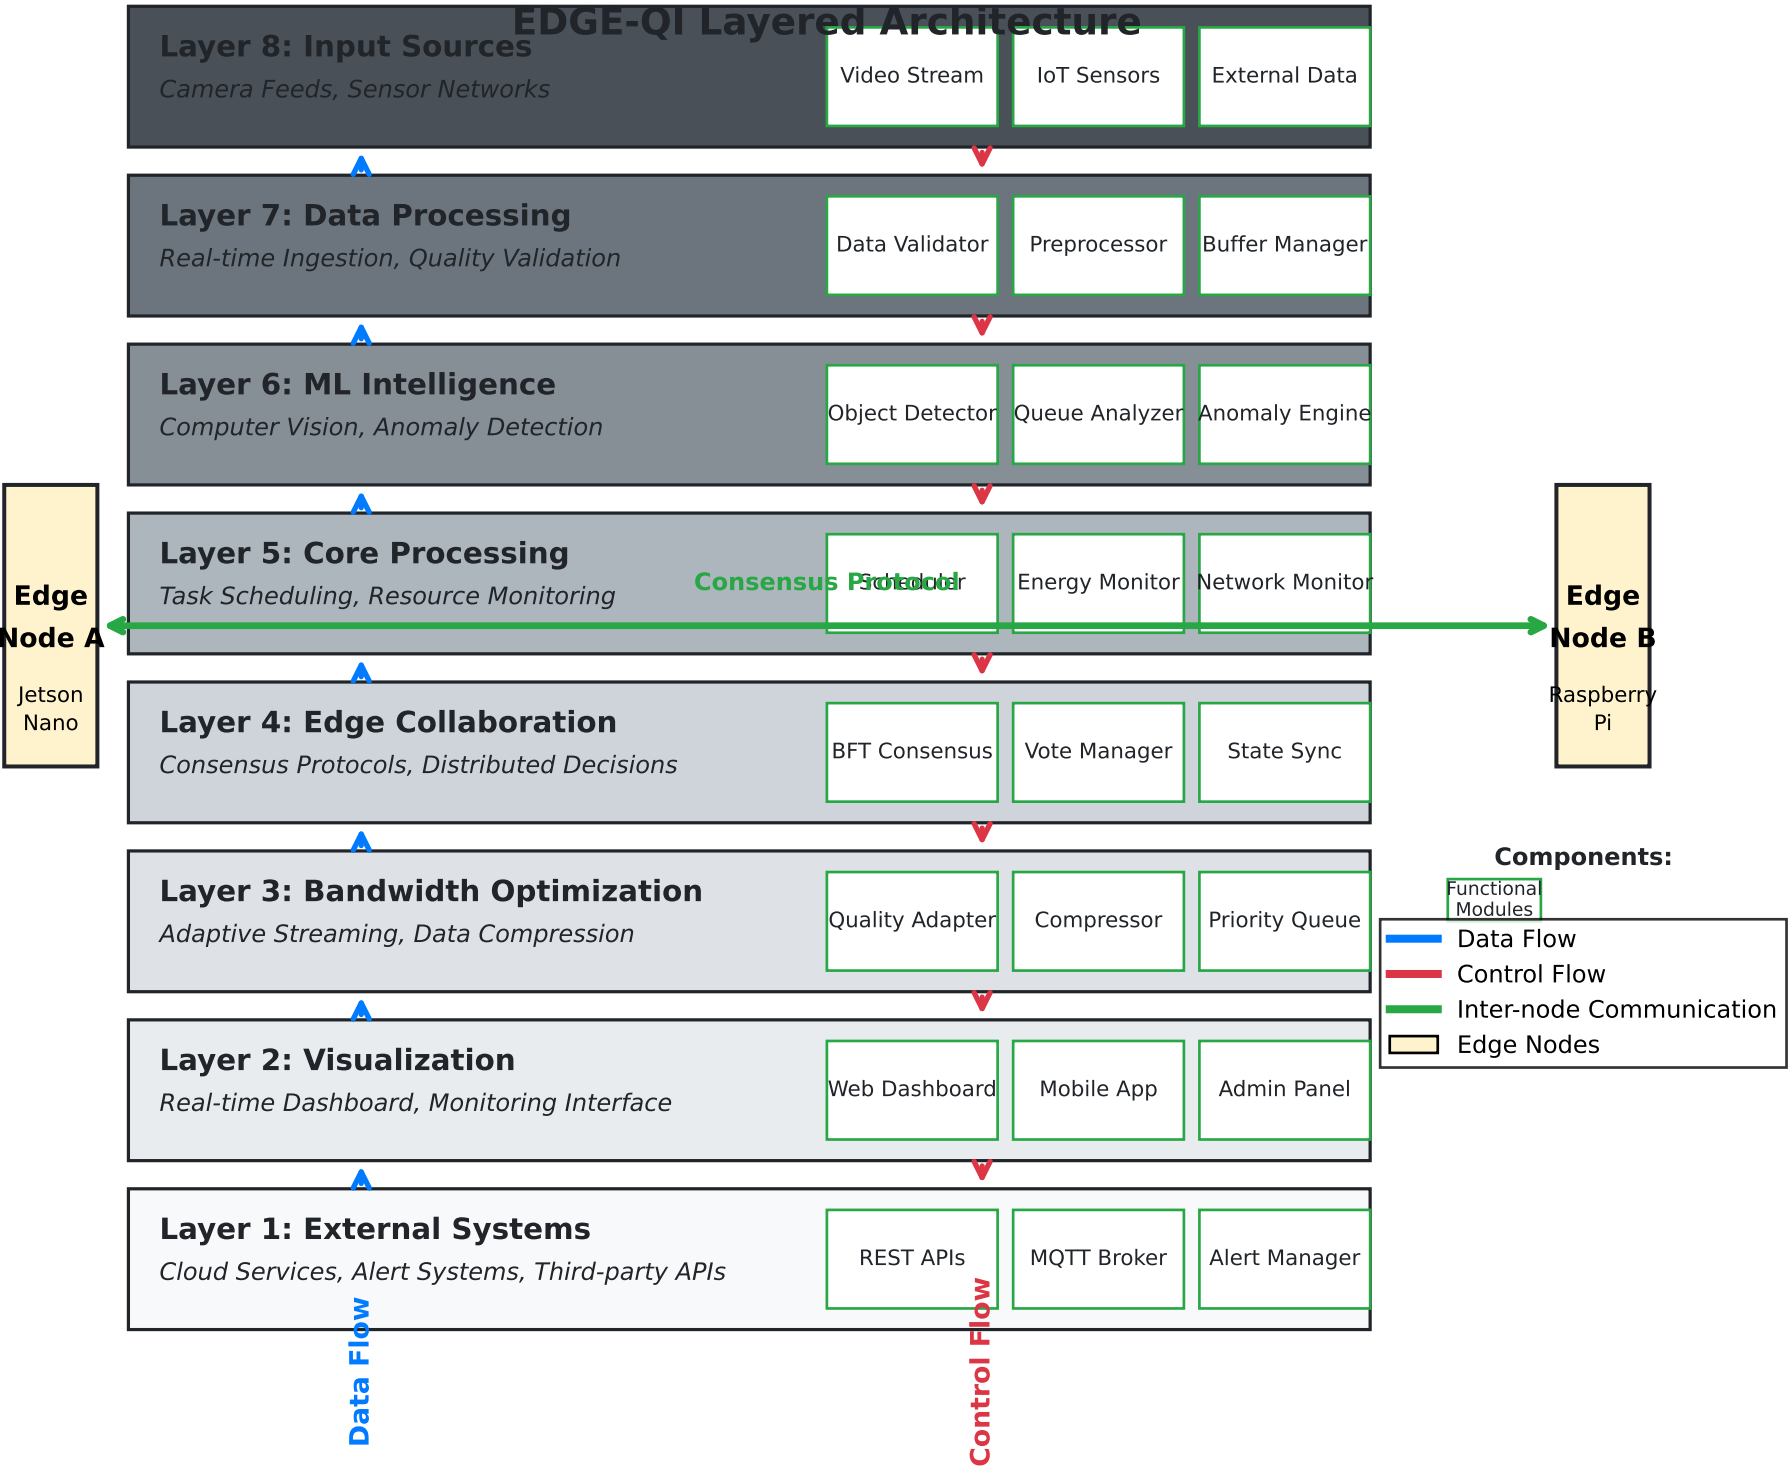 EDGE-QI Layered Architecture
Layer 8: Input Sources
Camera Feeds, Sensor Networks
Video Stream
IoT Sensors
External Data
Layer 7: Data Processing
Real-time Ingestion, Quality Validation
Data Validator
Preprocessor
Buffer Manager
Layer 6: ML Intelligence
Computer Vision, Anomaly Detection
Object Detector
Queue Analyzer
Anomaly Engine
Layer 5: Core Processing
Task Scheduling, Resource Monitoring
Consensus Protocol
Scheduler
Energy Monitor
Network Monitor
Edge
Node A
Jetson
Nano
Edge
Node B
Raspberry
Pi
Layer 4: Edge Collaboration
Consensus Protocols, Distributed Decisions
BFT Consensus
Vote Manager
State Sync
Layer 3: Bandwidth Optimization
Adaptive Streaming, Data Compression
Quality Adapter
Compressor
Priority Queue
Components:
Functional
Modules
Data Flow
Control Flow
Inter-node Communication
Edge Nodes
Layer 2: Visualization
Real-time Dashboard, Monitoring Interface
Web Dashboard
Mobile App
Admin Panel
Layer 1: External Systems
Cloud Services, Alert Systems, Third-party APIs
REST APIs
MQTT Broker
Alert Manager
Data Flow
Control Flow